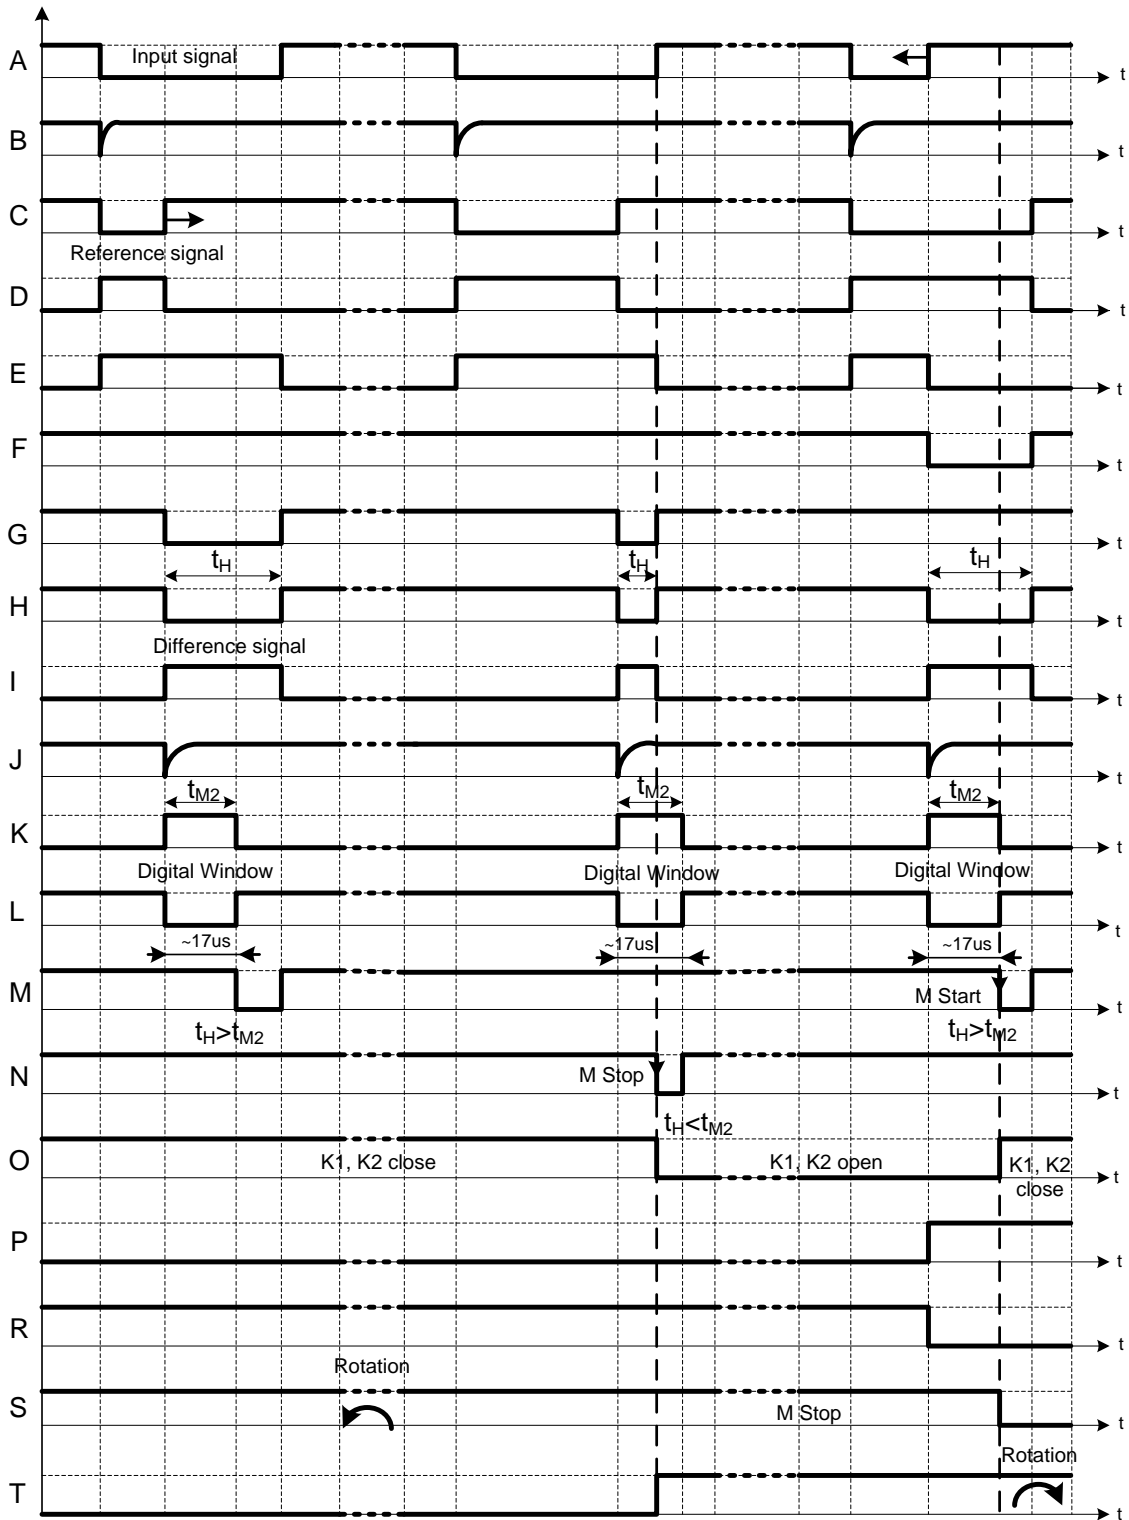 A
Input signal
t
B
t
C
t
Reference signal
D
t
E
t
F
t
G
t
tH
tH
tH
H
t
Difference signal
I
t
J
t
tM2
tM2
tM2
K
t
Digital Window
Digital Window
Digital Window
L
t
~17us
~17us
~17us
M
M Start
t
tH>tM2
tH>tM2
N
M Stop
t
tH<tM2
O
K1, K2 close
K1, K2 open
K1, K2
close
t
P
t
R
t
Rotation
S
M Stop
t
Rotation
T
t